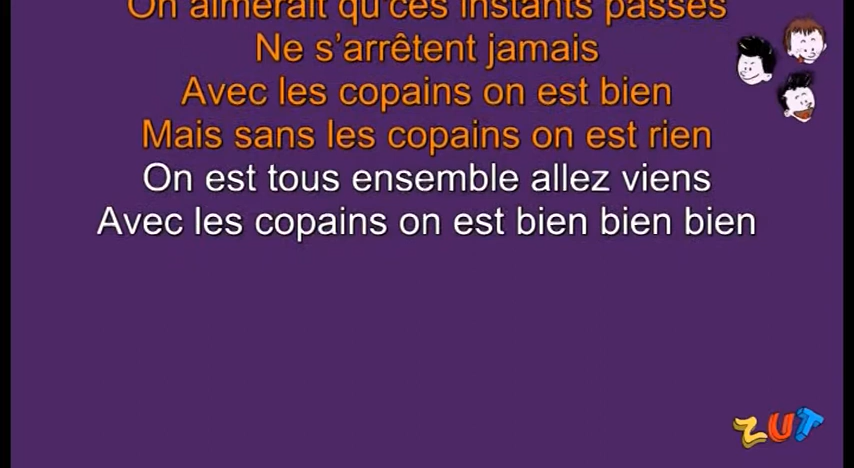 On aimerait qu'ces instants passés
Ne s'arrêtent jamais
Avec les copains on est bien
Mais sans les copains on est rien
On est tous ensemble allez viens
Avec les copains on est bien bien bien
ZUT